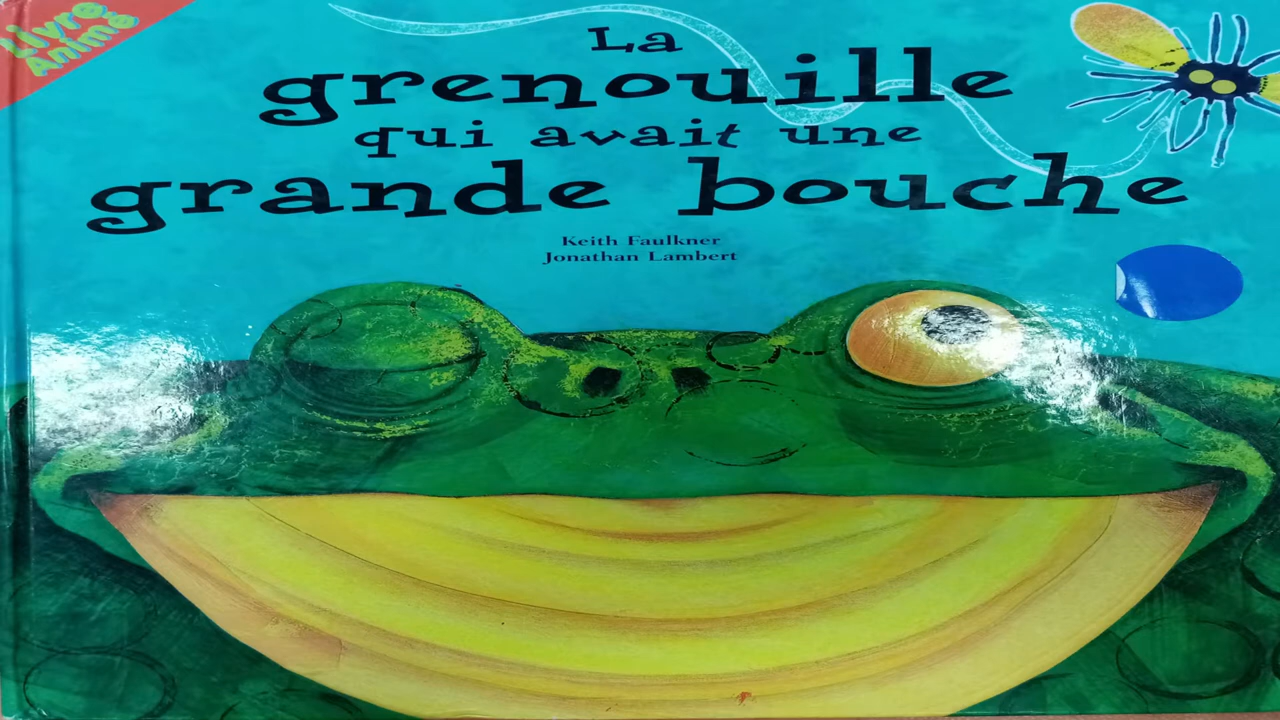 Livre
Animé
La
grenouille
qui avait une
grande bouche
Keith Faulkner
Jonathan Lambert